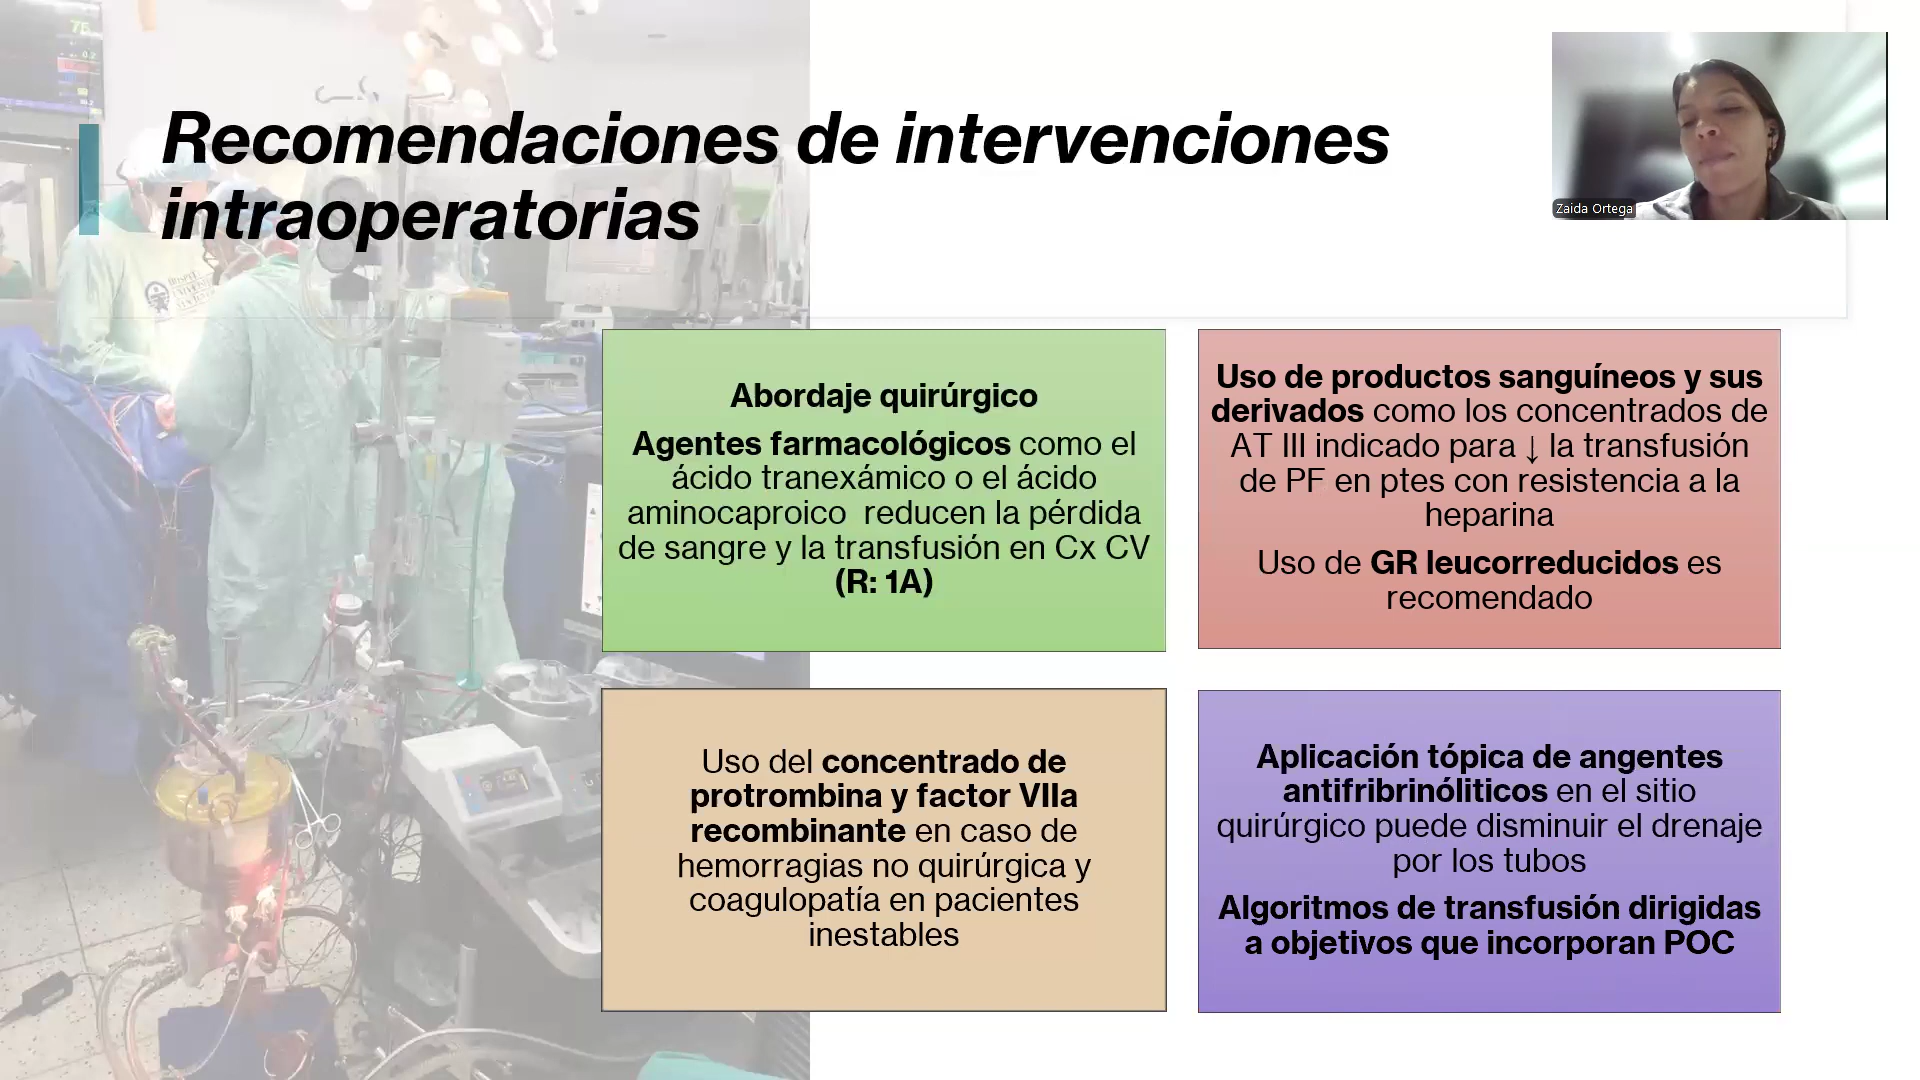 Recomendaciones de intervenciones
intraoperatorias
Zaida Ortega
Abordaje quirúrgico
Agentes farmacológicos como el
ácido tranexámico o el ácido
aminocaproico  reducen la pérdida
de sangre y la transfusión en Cx CV
(R: 1A)
Uso de productos sanguíneos y sus
derivados como los concentrados de
AT III indicado para ↓ la transfusión
de PF en ptes con resistencia a la
heparina
Uso de GR leucorreducidos es
recomendado
Uso del concentrado de
protrombina y factor VIIa
recombinante en caso de
hemorragias no quirúrgica y
coagulopatía en pacientes
inestables
Aplicación tópica de angentes
antifribrinóliticos en el sitio
quirúrgico puede disminuir el drenaje
por los tubos
Algoritmos de transfusión dirigidas
a objetivos que incorporan POC